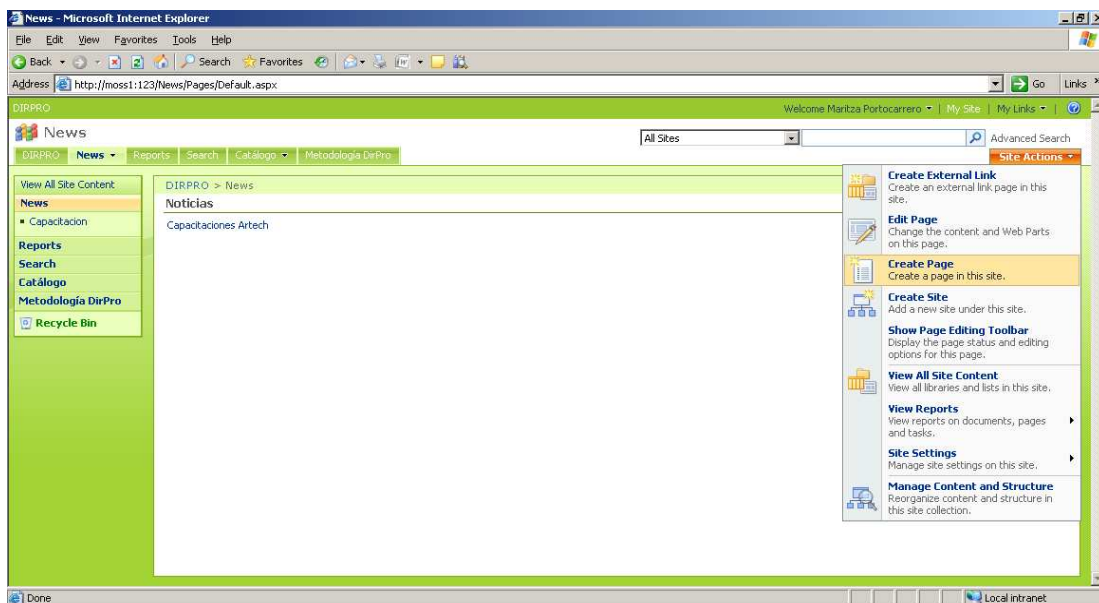 News - Microsoft Internet Explorer
File Edit View Favorites Tools Help
Back Search Favorites
Address http://moss1:123/News/Pages/Default.aspx Go Links
DIRPRO Welcome Maritza Portocarrero | My Site | My Links |
News All Sites Advanced Search
DIRPRO News Reports Search Catálogo Metodología DirPro Site Actions
View All Site Content
News
Capacitacion
Reports
Search
Catálogo
Metodología DirPro
Recycle Bin
DIRPRO > News
Noticias
Capacitaciones Artech
Create External Link
Create an external link page in this
site.
Edit Page
Change the content and Web Parts
on this page.
Create Page
Create a page in this site.
Create Site
Add a new site under this site.
Show Page Editing Toolbar
Display the page status and editing
options for this page.
View All Site Content
View all libraries and lists in this site.
View Reports
View reports on documents, pages
and tasks.
Site Settings
Manage site settings on this site.
Manage Content and Structure
Reorganize content and structure in
this site collection.
Done Local intranet